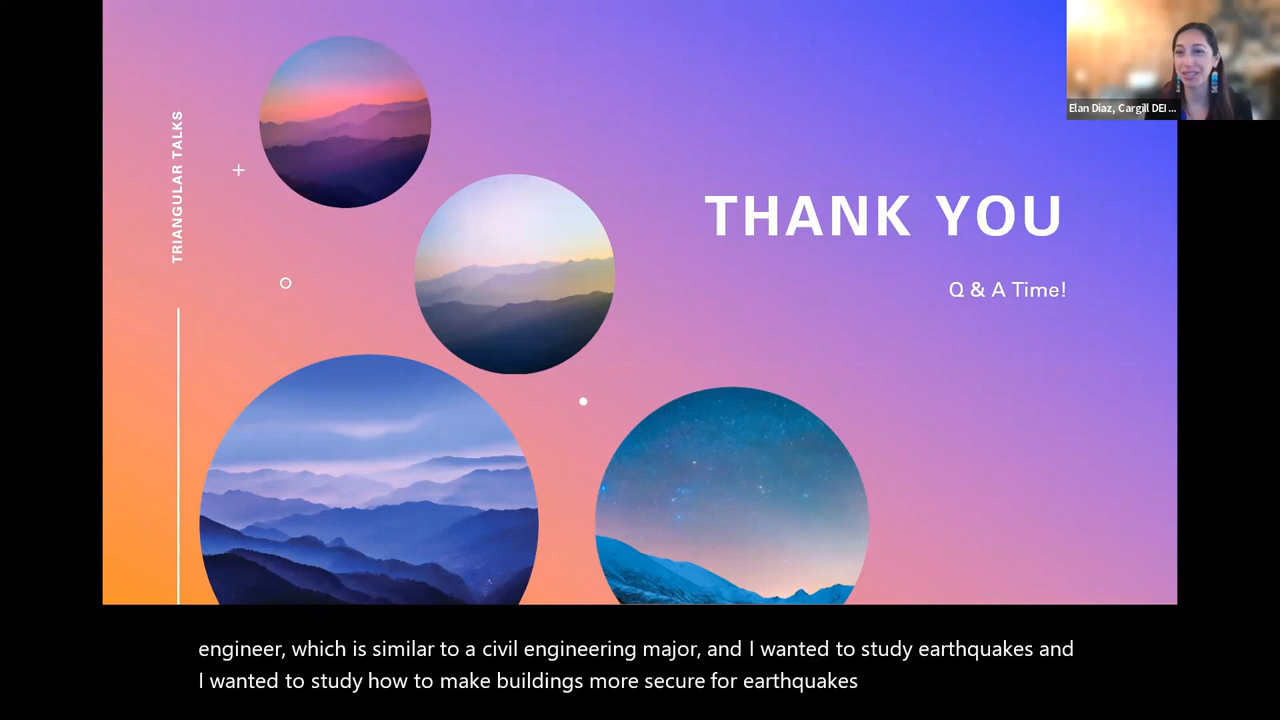 TRIANGULAR TALKS
THANK YOU
Q & A Time!
Elan Diaz, Cargill DEI ...
engineer, which is similar to a civil engineering major, and I wanted to study earthquakes and
I wanted to study how to make buildings more secure for earthquakes